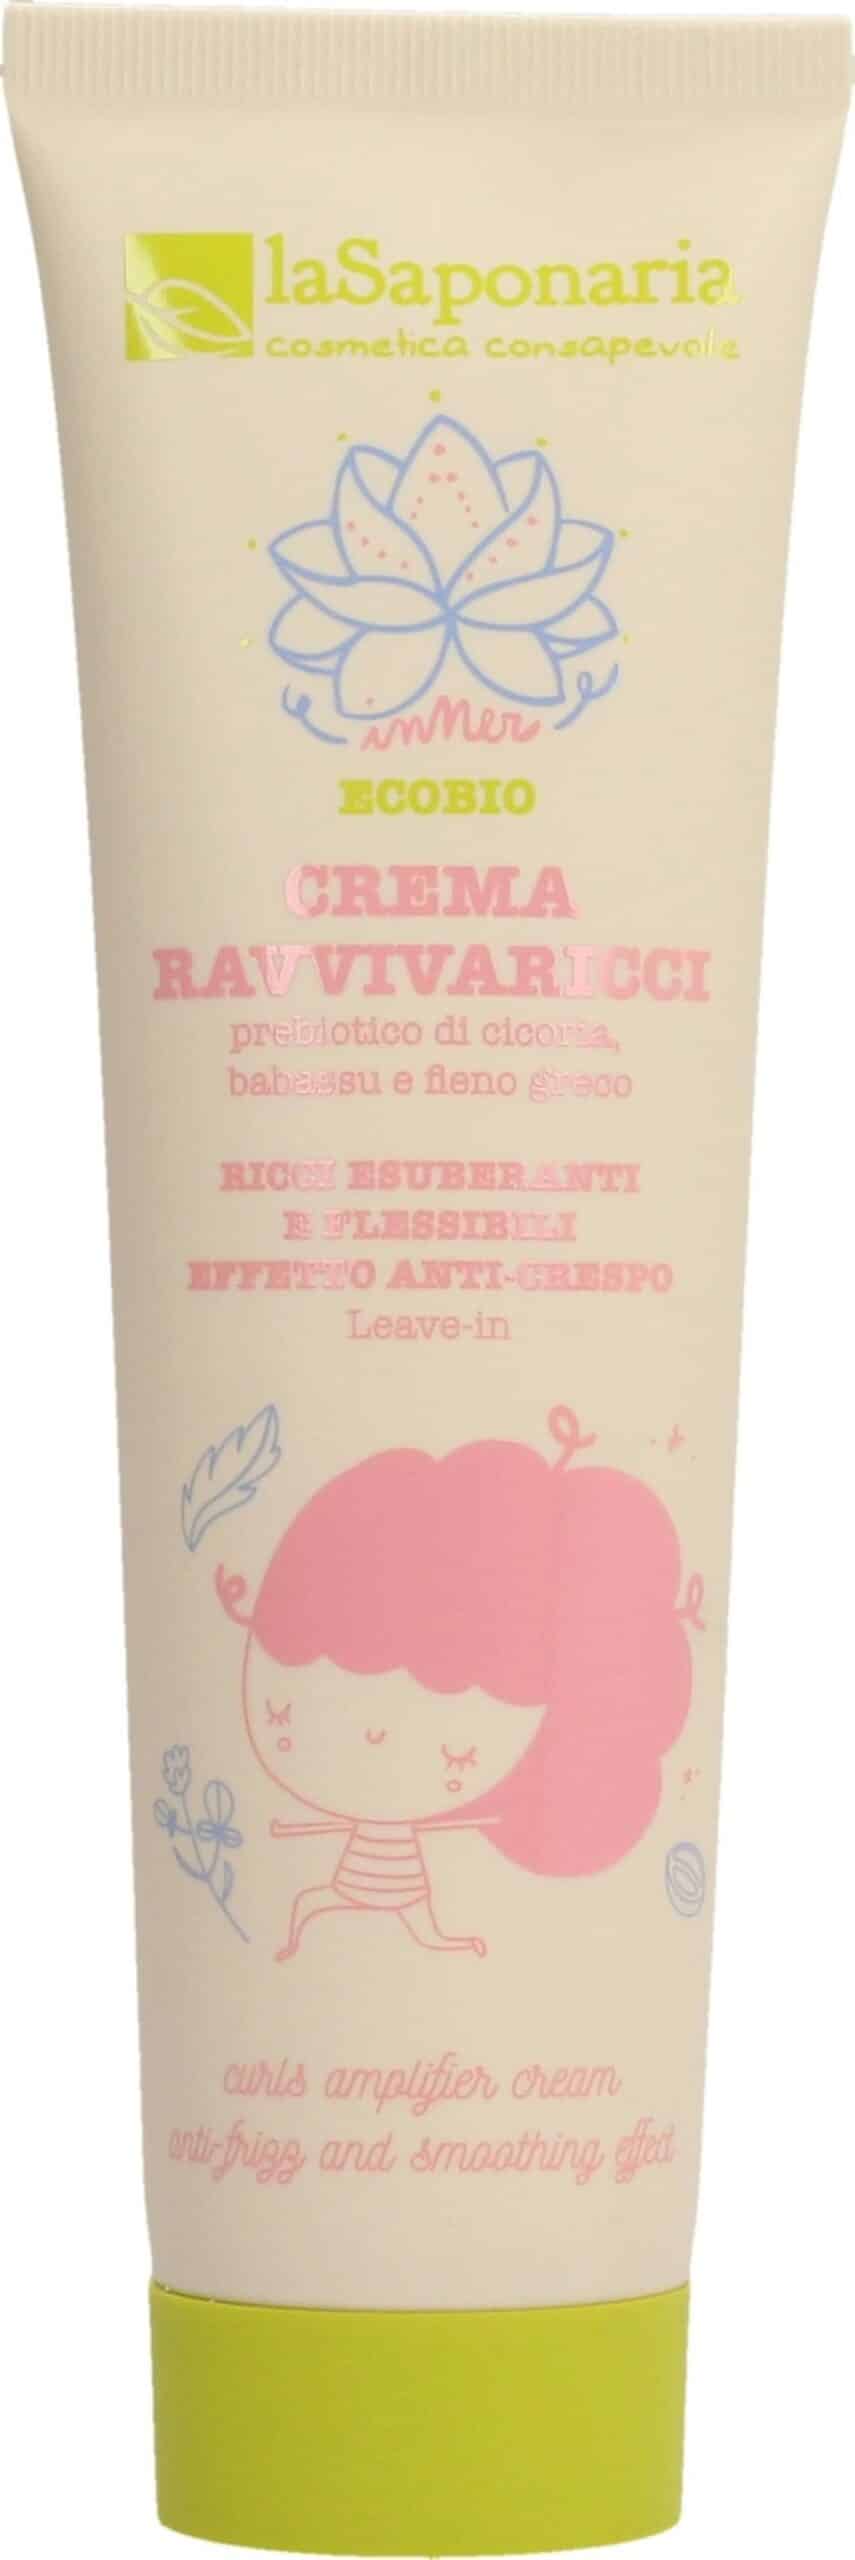 laSaponaria
cosmetica consapevole
inner
ECOBIO
CREMA
RAVVIVARICCI
prebiotico di cicoria,
babassu e fieno greco
RICCI ESUBERANTI
E FLESSIBILI
EFFETTO ANTI-CRESPO
Leave-in
curls amplifier cream
anti-frizz and smoothing effect